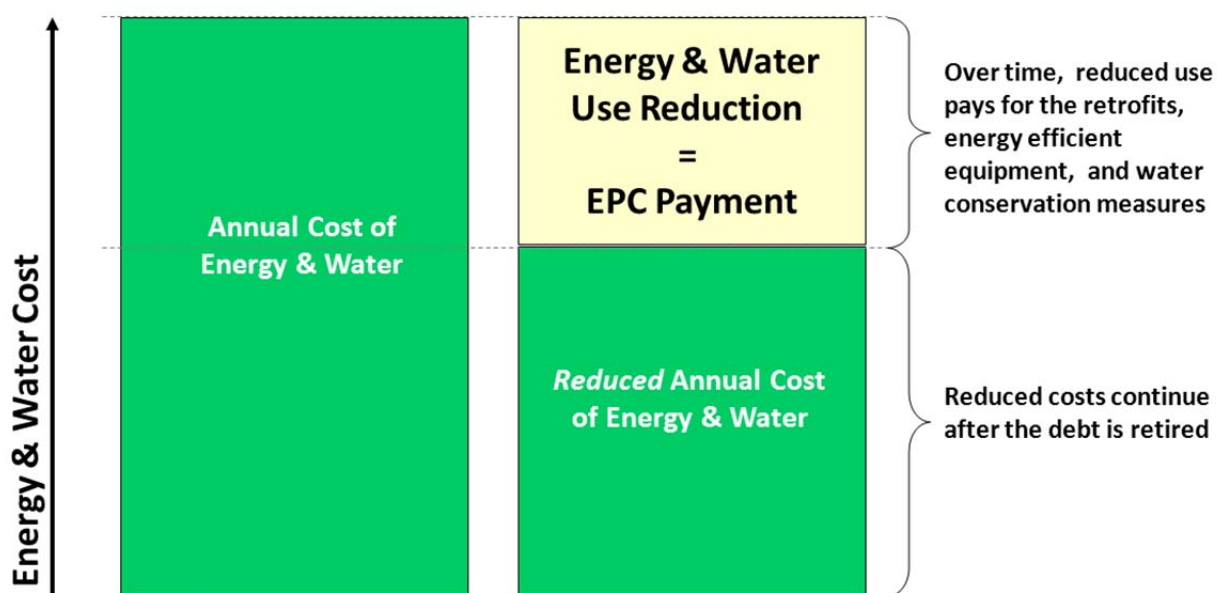 Energy & Water Cost
Annual Cost of
Energy & Water
Energy & Water
Use Reduction
=
EPC Payment
Reduced Annual Cost
of Energy & Water
Over time, reduced use
pays for the retrofits,
energy efficient
equipment, and water
conservation measures
Reduced costs continue
after the debt is retired